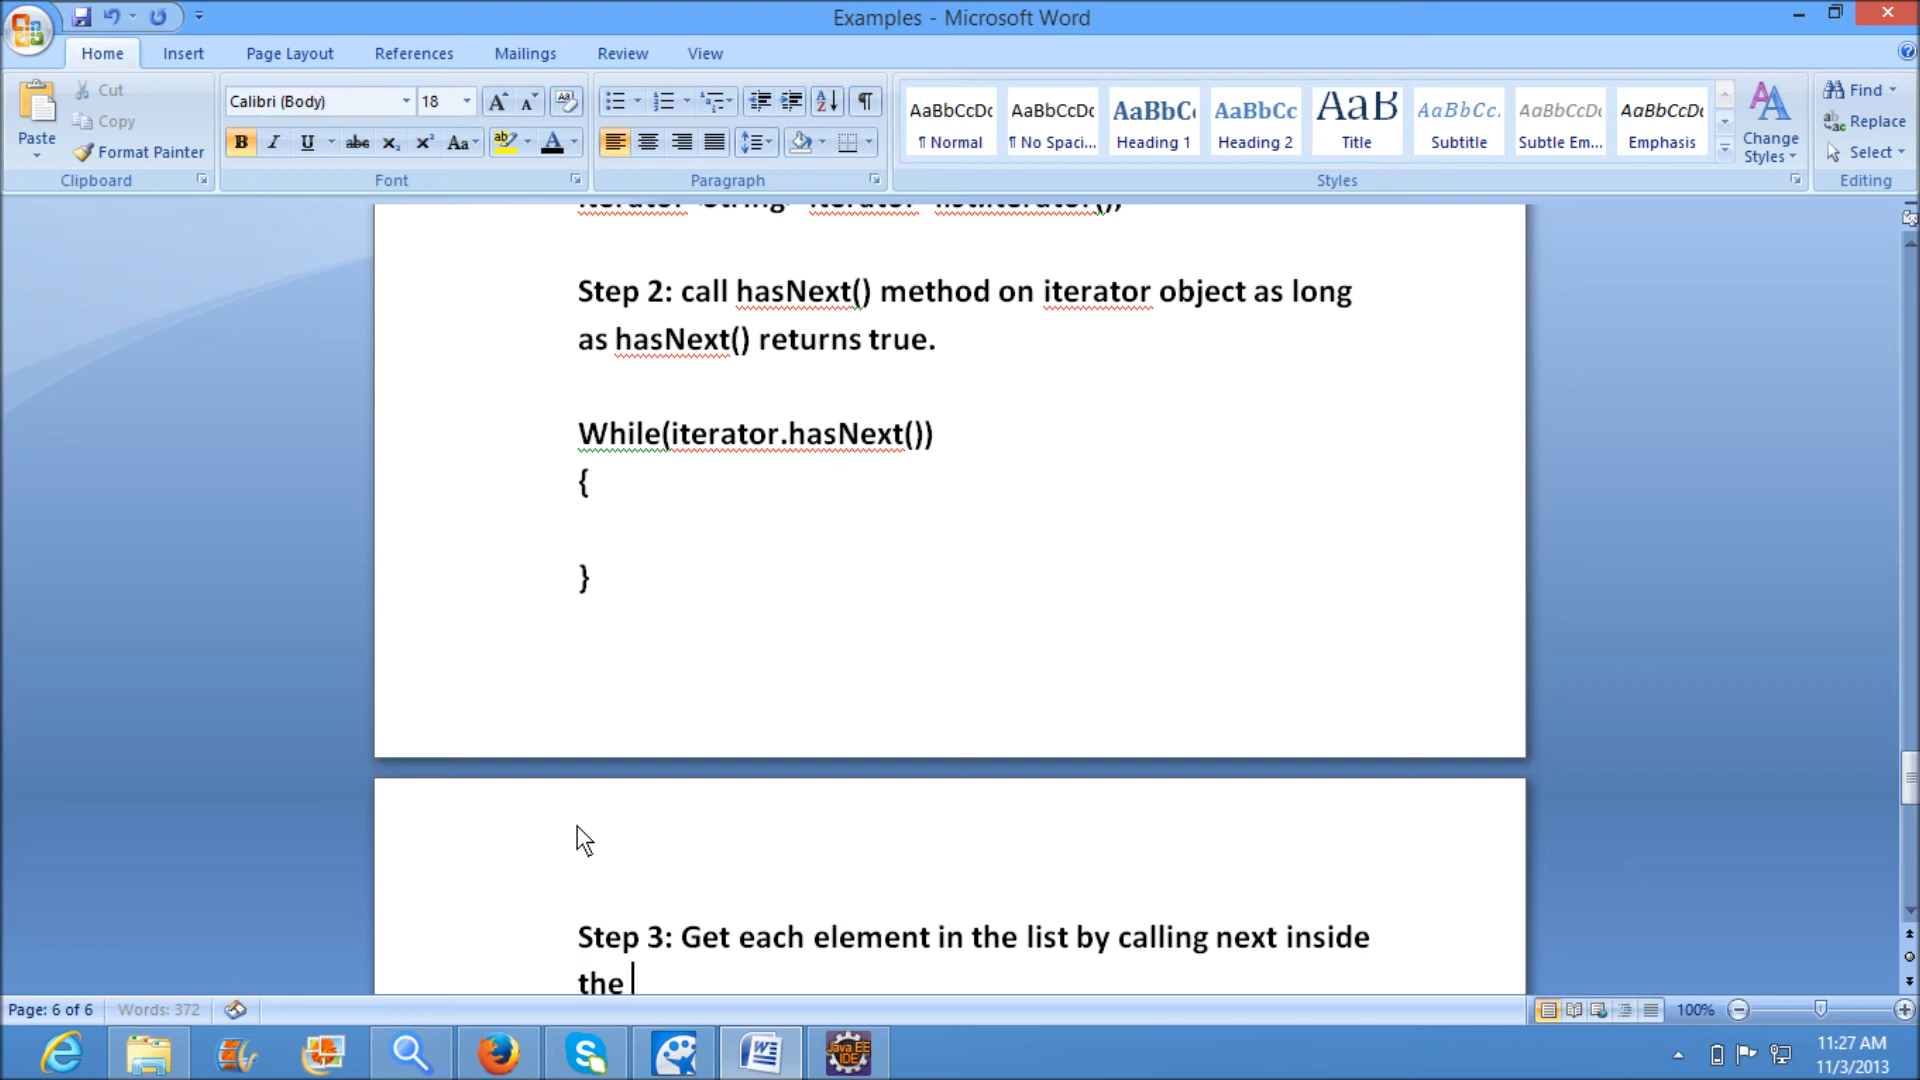 Examples - Microsoft Word
Home
Insert
Page Layout
References
Mailings
Review
View
Paste
Cut
Copy
Format Painter
Clipboard
Calibri (Body)
18
Font
Paragraph
AaBbCcDc
¶ Normal
AaBbCcDc
¶ No Spaci...
AaBbC
Heading 1
AaBbCc
Heading 2
AaB
Title
AaBbCc.
Subtitle
AaBbCcDc
Subtle Em...
AaBbCcDc
Emphasis
Change
Styles
Styles
Find
Replace
Select
Editing
Step 2: call hasNext() method on iterator object as long
as hasNext() returns true.
While(iterator.hasNext())
{
}
Step 3: Get each element in the list by calling next inside
the
Page: 6 of 6
Words: 372
100%
Java EE
IDE
11:27 AM
11/3/2013